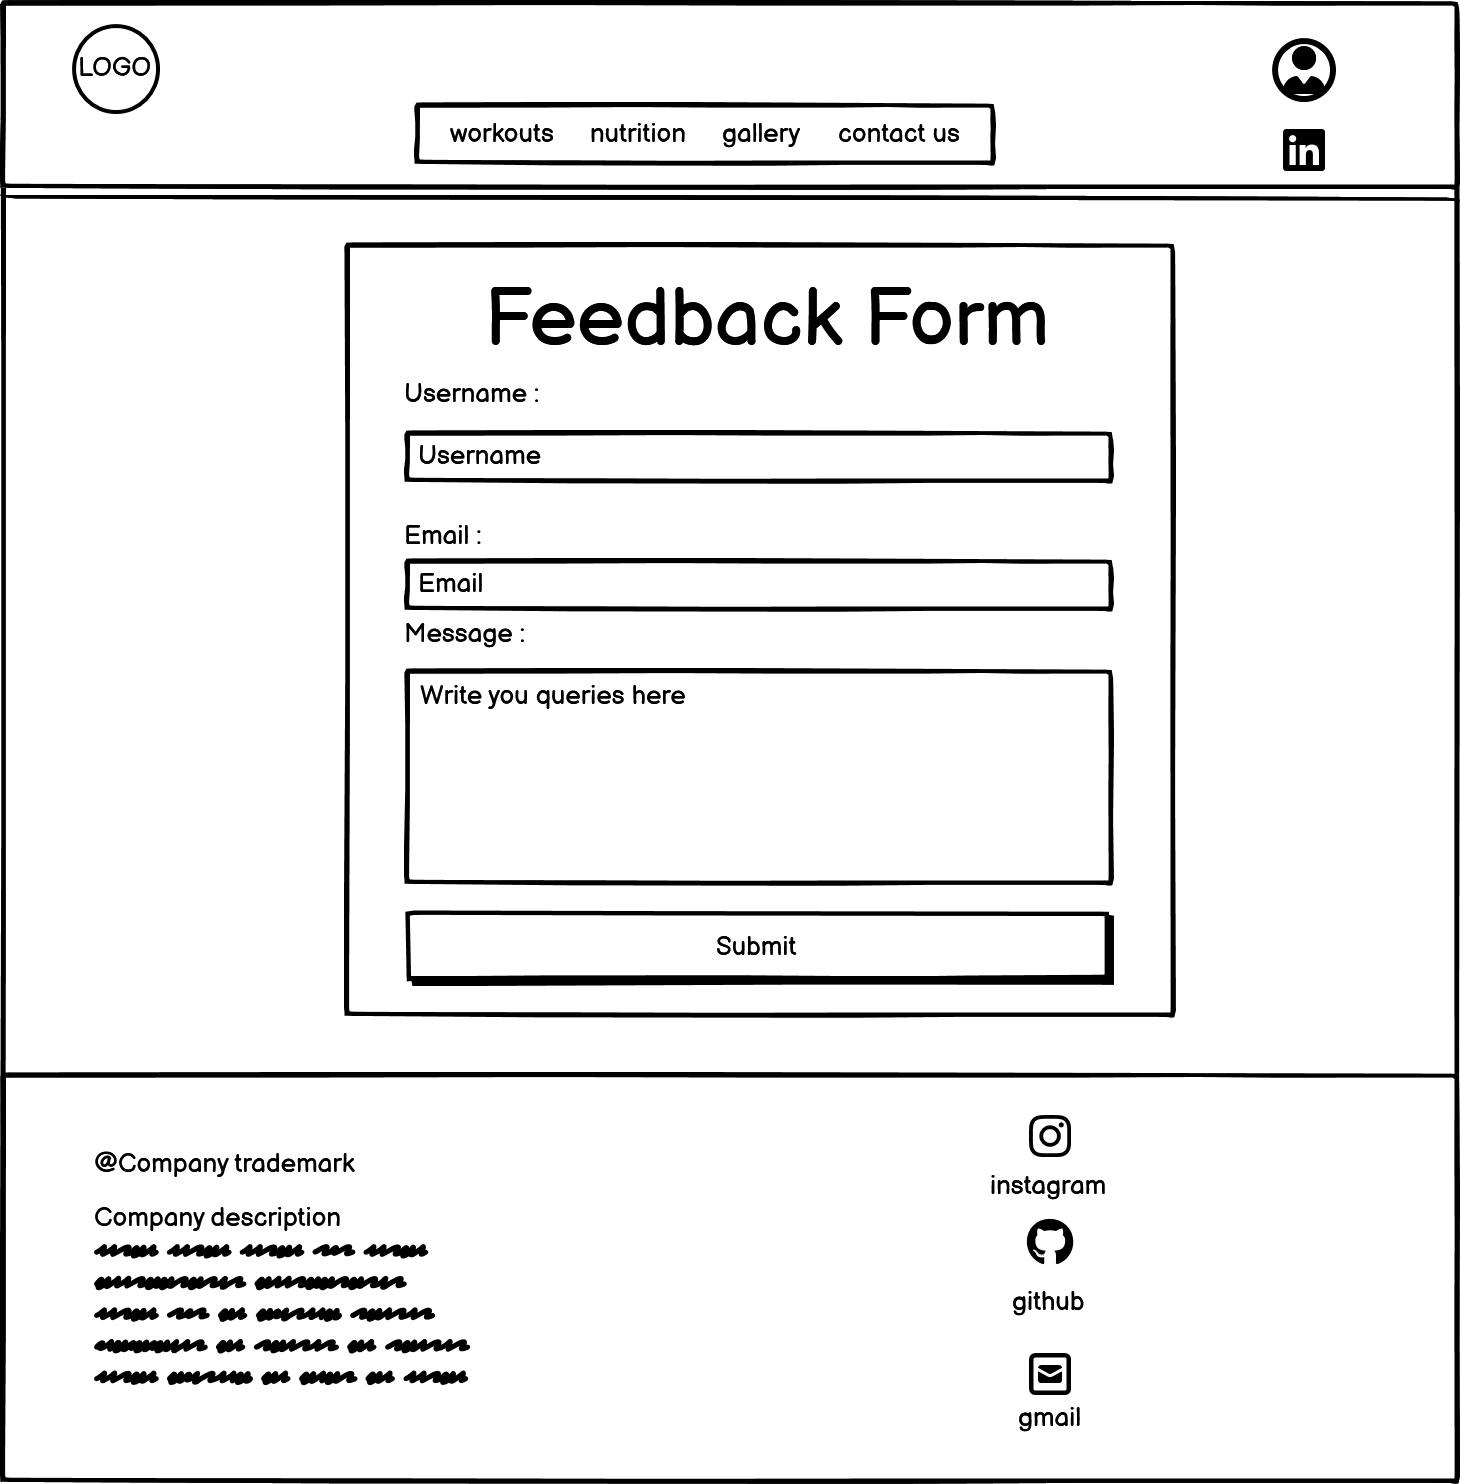 LOGO
workouts nutrition gallery contact us
in
Feedback Form
Username :
Username
Email :
Email
Message :
Write you queries here
Submit
@Company trademark
Company description
instagram
github
gmail